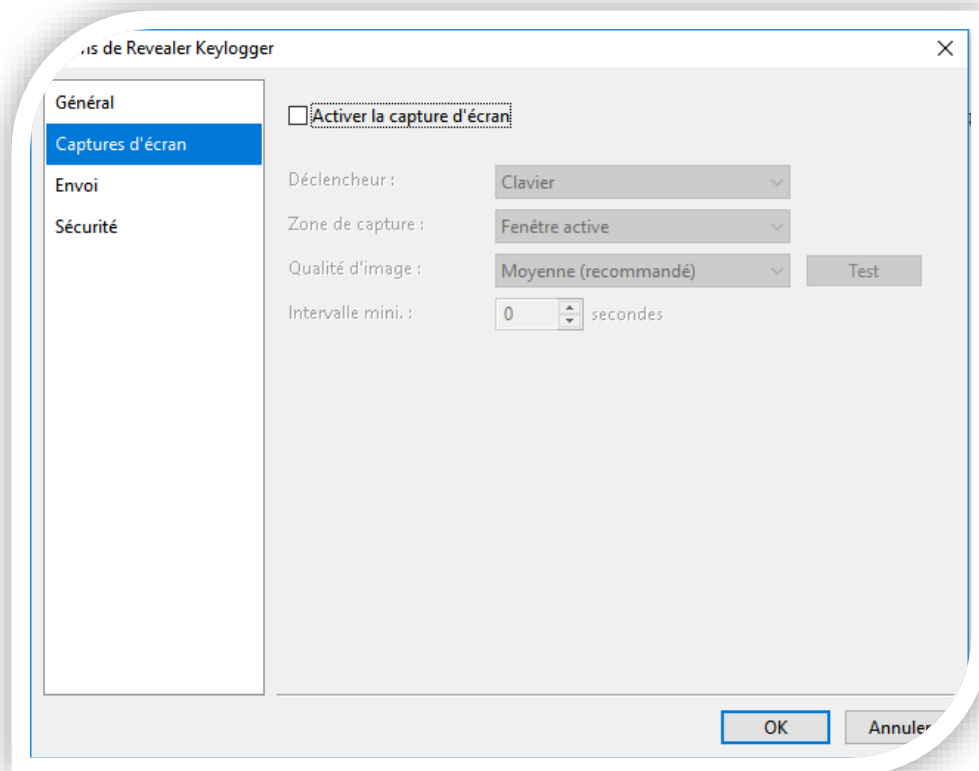 de Revealer Keylogger
Général
Captures d'écran
Envoi
Sécurité
Activer la capture d'écran
Déclencheur : Clavier
Zone de capture : Fenêtre active
Qualité d'image : Moyenne (recommandé) Test
Intervalle mini. : 0 secondes
OK Annuler